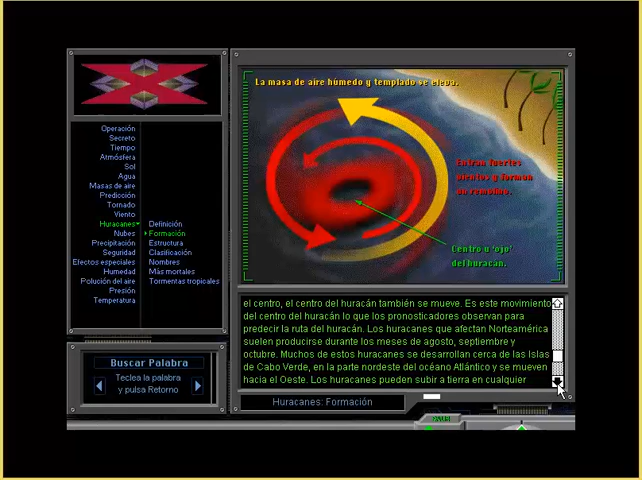 La masa de aire húmedo y templado se eleva.
Entran fuertes
vientos y forman
un remolino.
Centro u 'ojo'
del huracán.
Operación
Secreto
Tiempo
Atmósfera
Sol
Agua
Masas de aire
Predicción
Tornado
Viento
Huracanes
Nubes
Precipitación
Seguridad
Efectos especiales
Humedad
Polución del aire
Presión
Temperatura
Definición
Formación
Estructura
Clasificación
Nombres
Más mortales
Tormentas tropicales
el centro, el centro del huracán también se mueve. Es este movimiento
del centro del huracán lo que los pronosticadores observan para
predecir la ruta del huracán. Los huracanes que afectan Norteamérica
suelen producirse durante los meses de agosto, septiembre y
octubre. Muchos de estos huracanes se desarrollan cerca de las Islas
de Cabo Verde, en la parte nordeste del océano Atlántico y se mueven
hacia el Oeste. Los huracanes pueden subir a tierra en cualquier
Buscar Palabra
Teclea la palabra
y pulsa Retorno
Huracanes: Formación